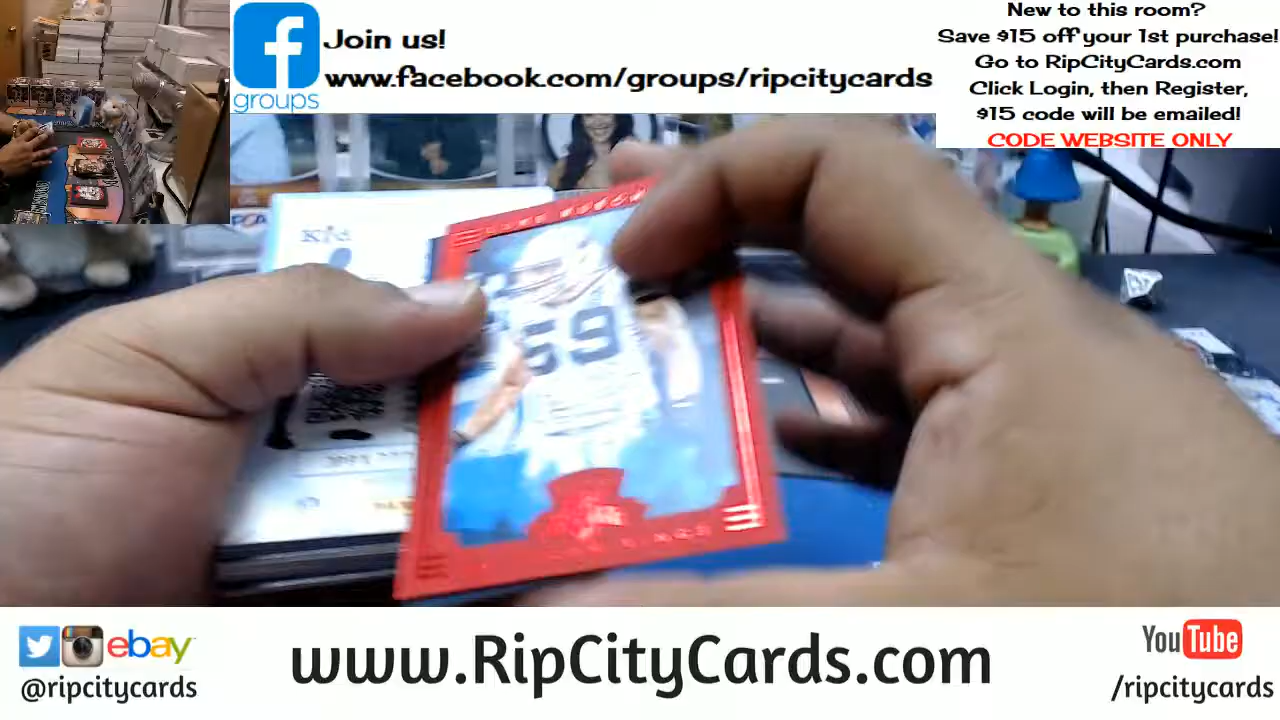 Join us!
www.facebook.com/groups/ripcitycards
groups
New to this room?
Save $15 off your 1st purchase!
Go to RipCityCards.com
Click Login, then Register,
$15 code will be emailed!
CODE WEBSITE ONLY
59
ebay
@ripcitycards
www.RipCityCards.com
YouTube
/ripcitycards